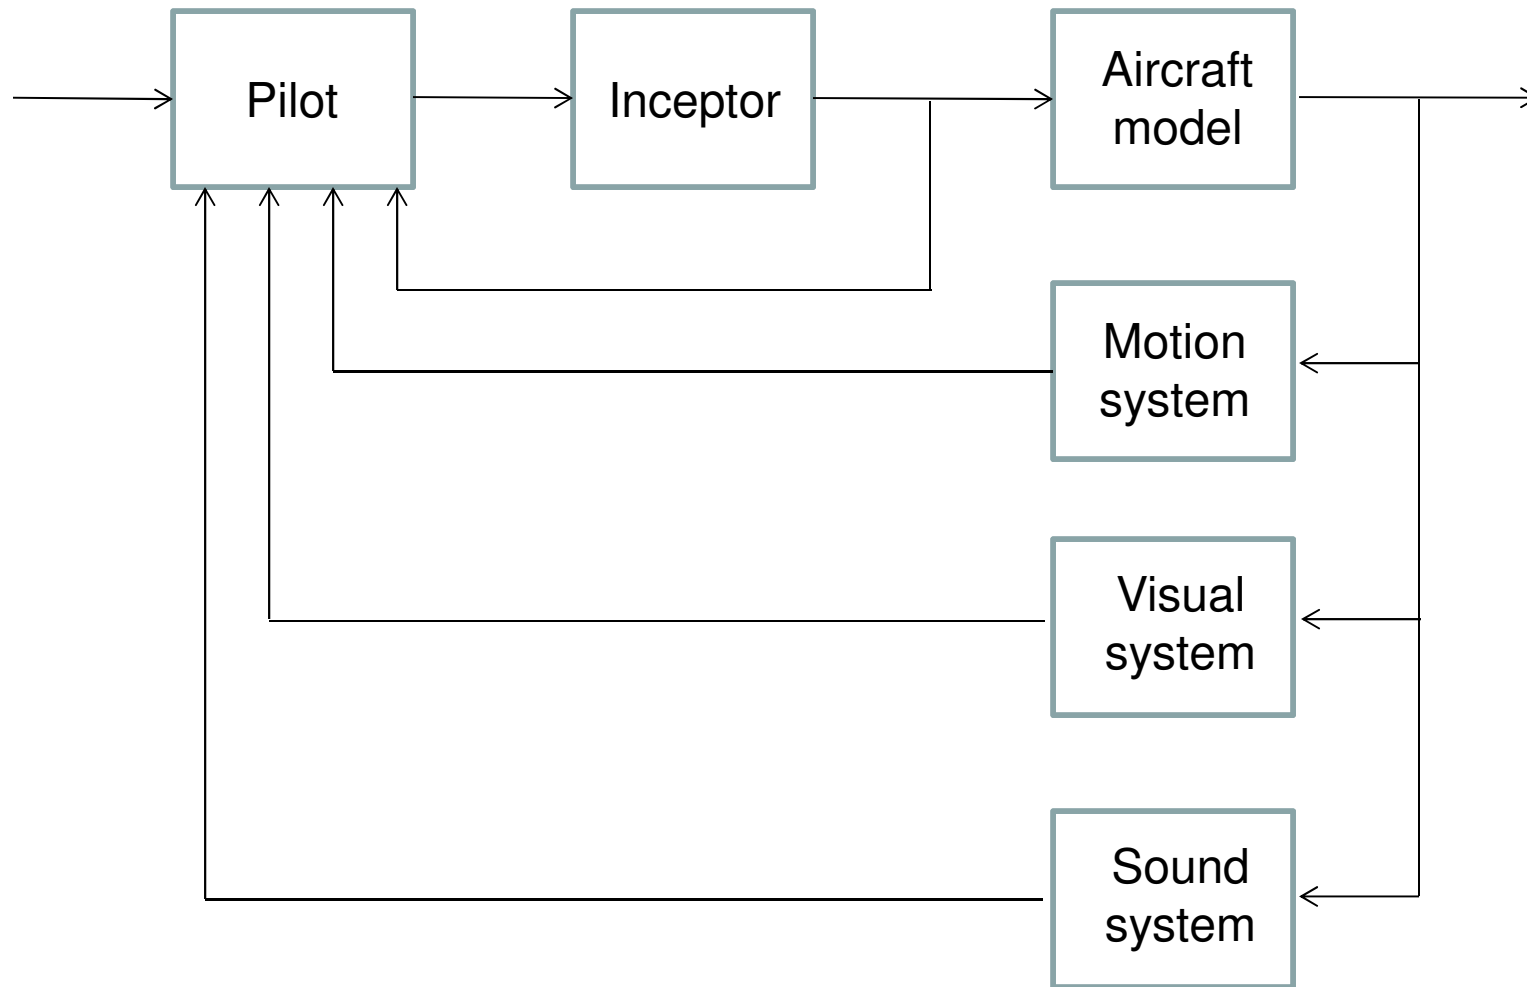 Pilot
Inceptor
Aircraft
model
Motion
system
Visual
system
Sound
system